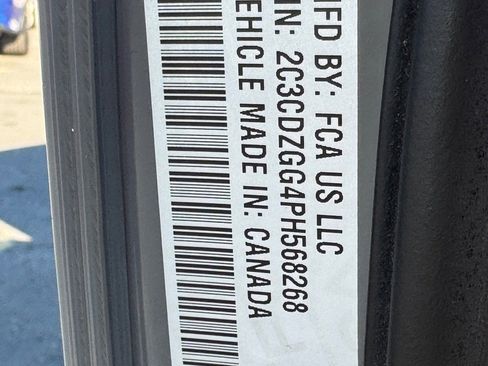 MFD BY: FCA US LLC
VIN: 2C3CDZGG4PH568268
VEHICLE MADE IN: CANADA